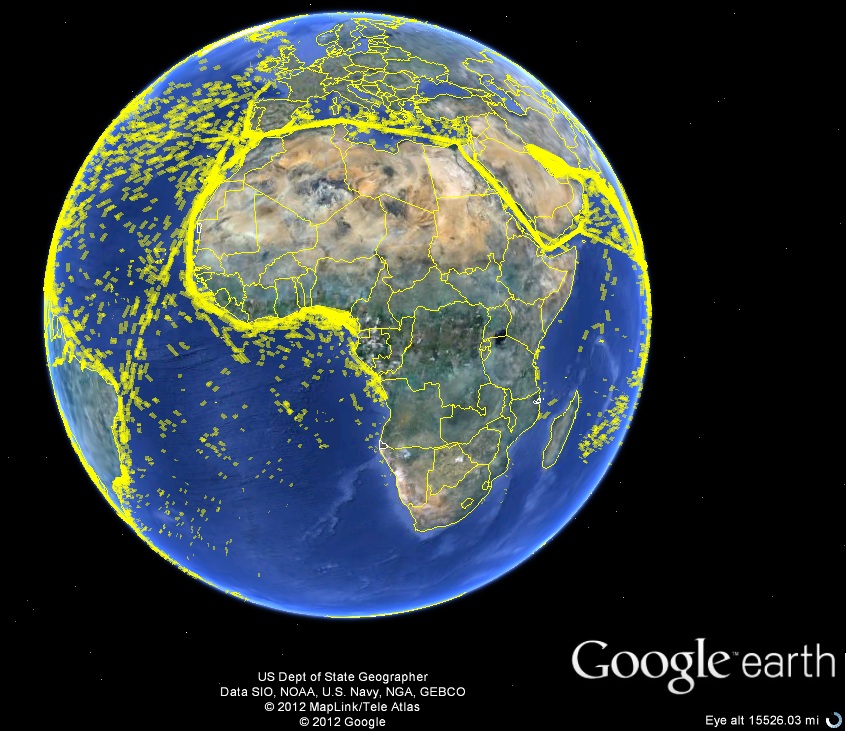 Google™ earth
US Dept of State Geographer
Data SIO, NOAA, U.S. Navy, NGA, GEBCO
© 2012 MapLink/Tele Atlas
© 2012 Google
Eye alt 15526.03 mi